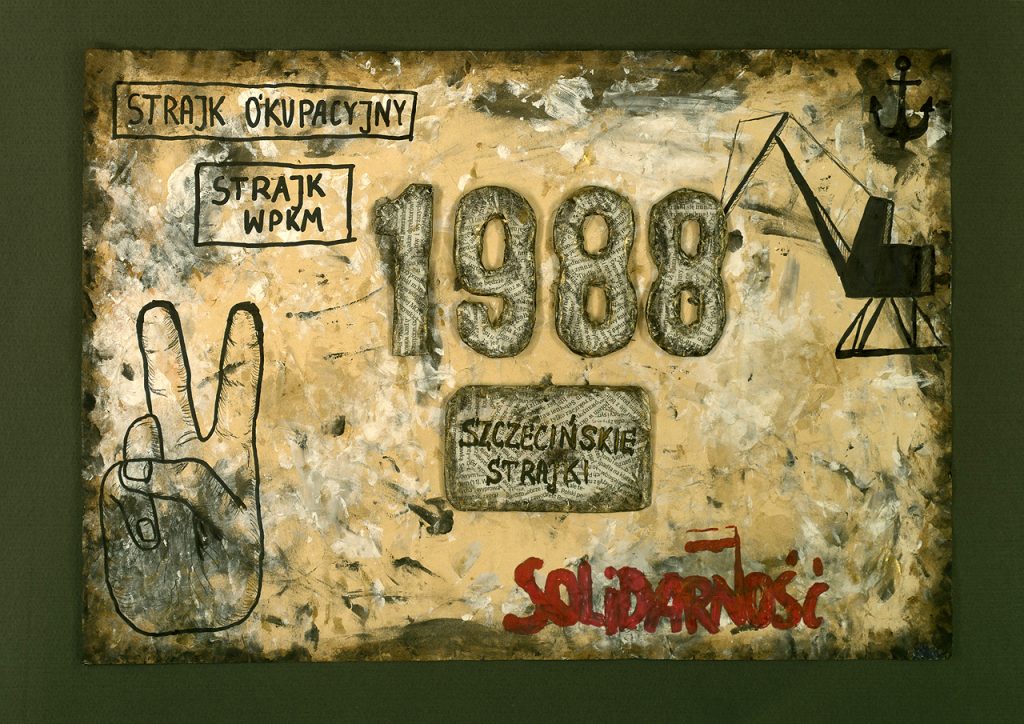 STRAJK OKUPACYJNY
STRAJK
WPKM
1988
SZCZECIŃSKIE
STRAJKI
SOLiDARNOŚĆ